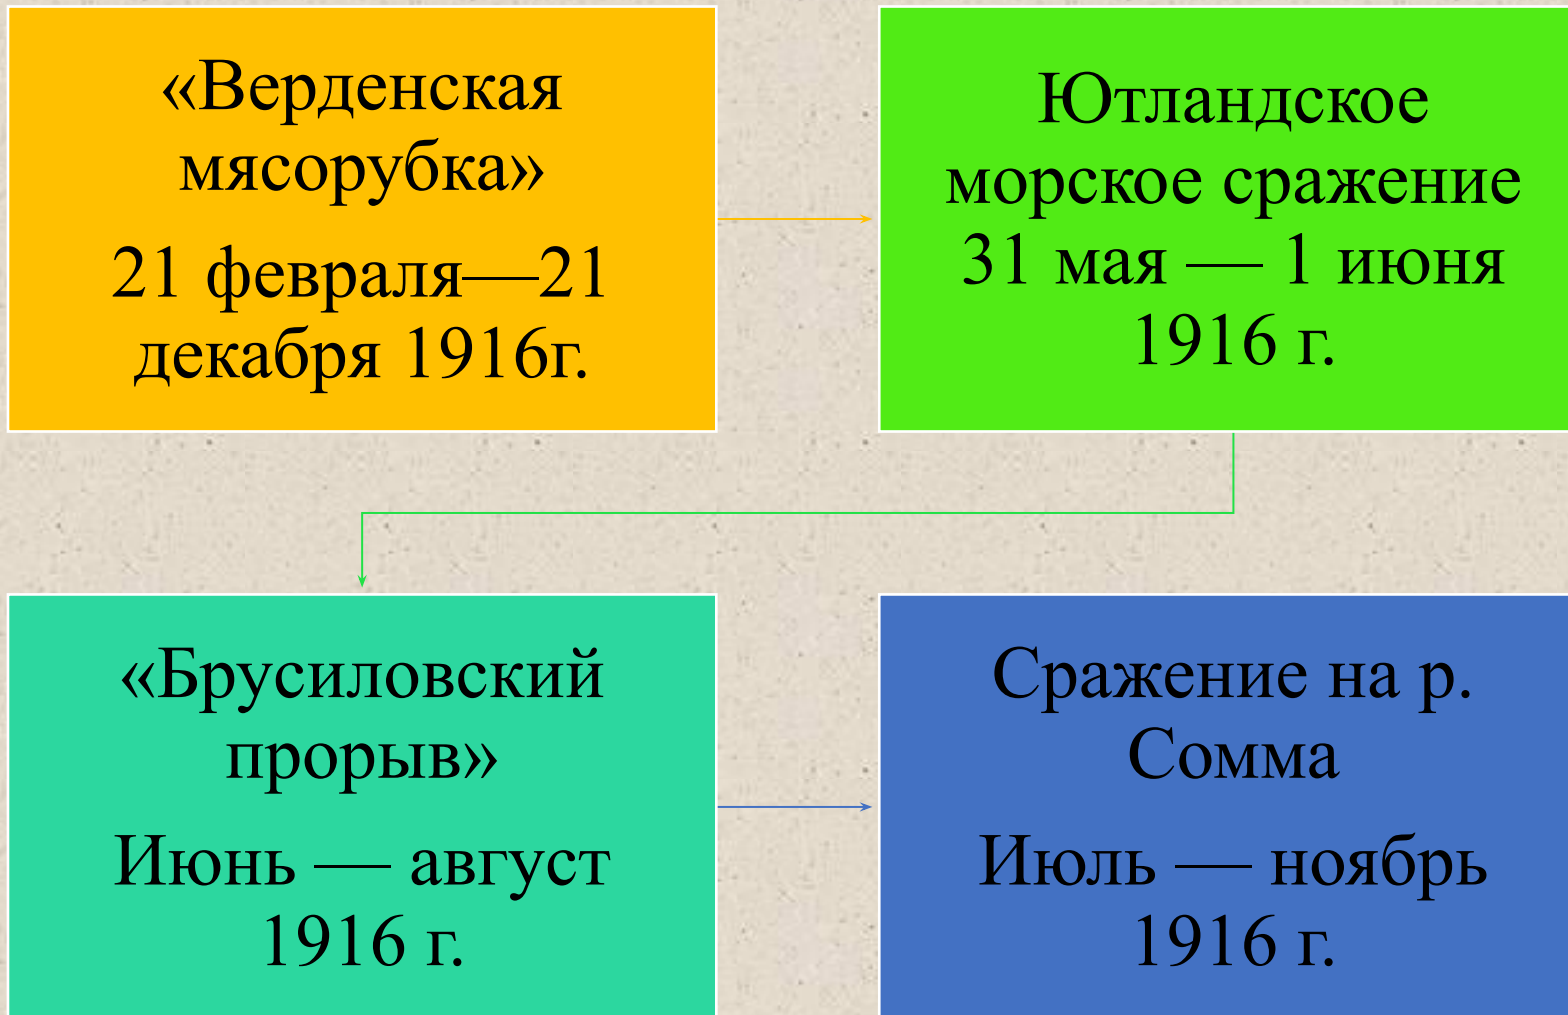 «Верденская
мясорубка»
21 февраля—21
декабря 1916г.
Ютландское
морское сражение
31 мая — 1 июня
1916 г.
«Брусиловский
прорыв»
Июнь — август
1916 г.
Сражение на р.
Сомма
Июль — ноябрь
1916 г.